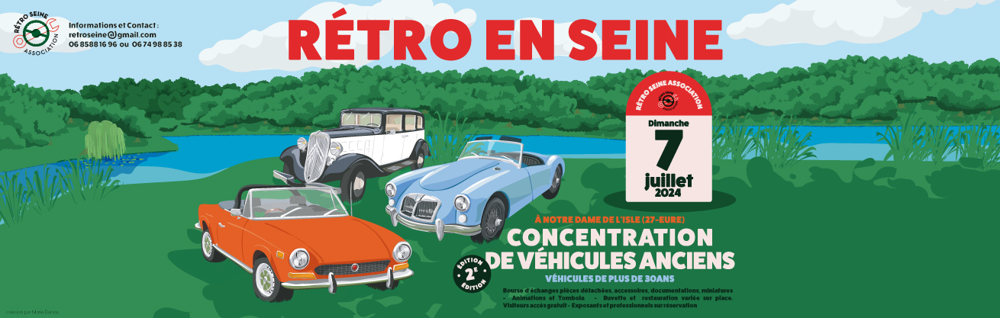 RÉTRO SEINE
ASSOCIATION
Informations et Contact :
retroseine@gmail.com
06 85 88 16 96 ou 06 74 98 85 38
RÉTRO EN SEINE
RÉTRO SEINE ASSOCIATION
RÉTRO SEINE
ASSOCIATION
Dimanche
7
juillet
2024
À NOTRE DAME DE L'ISLE (27-EURE)
CONCENTRATION
DE VÉHICULES ANCIENS
ÉDITION
2E
ÉDITION
VÉHICULES DE PLUS DE 30ANS
Bourse d'échanges pièces détachées, accessoires, documentations, miniatures
- Animations et Tombola - Buvette et restauration variée sur place.
Visiteurs accès gratuit - Exposants et professionnels sur réservation